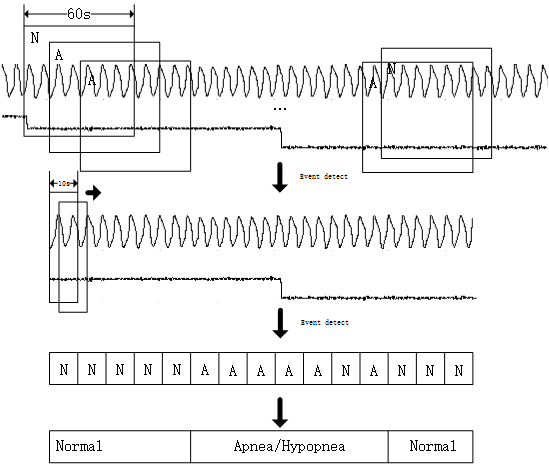 60s
N
A
A
N
A
...
Event detect
10s
Event detect
N N N N N A A A A A N A N N N
Normal Apnea/Hypopnea Normal